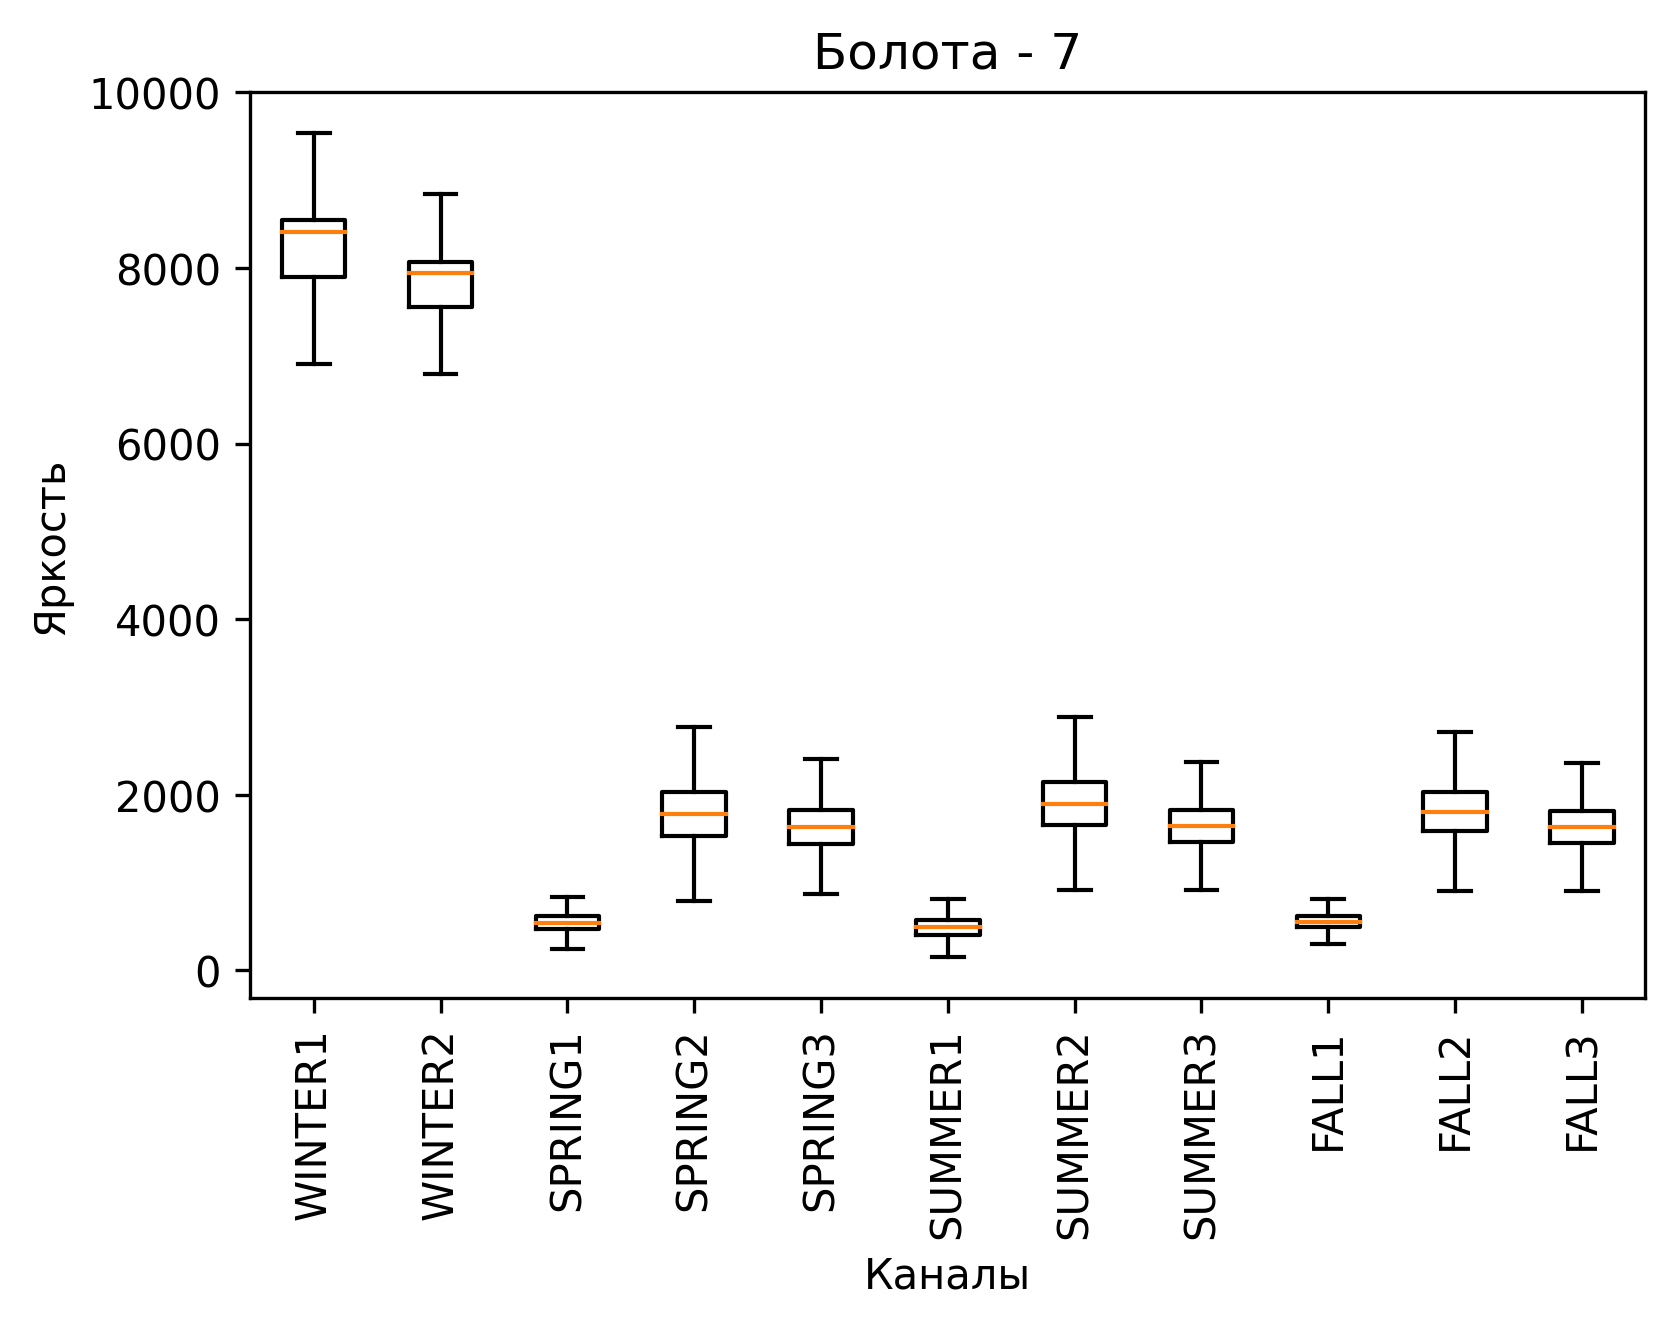 Болота - 7
10000
8000
6000
4000
2000
0
Яркость
WINTER1
WINTER2
SPRING1
SPRING2
SPRING3
SUMMER1
SUMMER2
SUMMER3
FALL1
FALL2
FALL3
Каналы